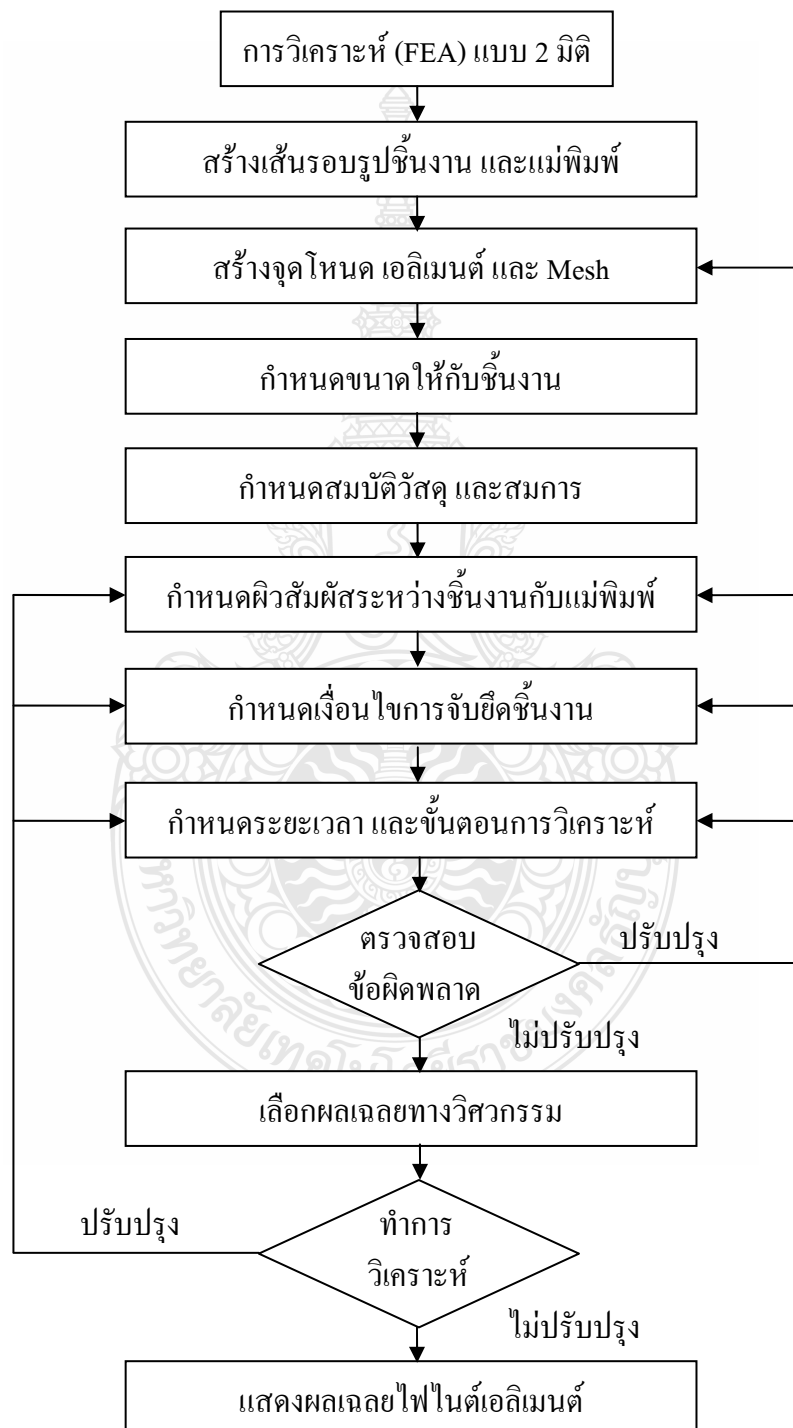 การวิเคราะห์ (FEA) แบบ 2 มิติ
สร้างเส้นรอบรูปชิ้นงาน และแม่พิมพ์
สร้างจุดโหนด เอลิเมนต์ และ Mesh
กำหนดขนาดให้กับชิ้นงาน
กำหนดสมบัติวัสดุ และสมการ
กำหนดผิวสัมผัสระหว่างชิ้นงานกับแม่พิมพ์
กำหนดเงื่อนไขการจับยึดชิ้นงาน
กำหนดระยะเวลา และขั้นตอนการวิเคราะห์
ตรวจสอบ
ข้อผิดพลาด
ปรับปรุง
ไม่ปรับปรุง
เลือกผลเฉลยทางวิศวกรรม
ปรับปรุง
ทำการ
วิเคราะห์
ไม่ปรับปรุง
แสดงผลเฉลยไฟไนต์เอลิเมนต์